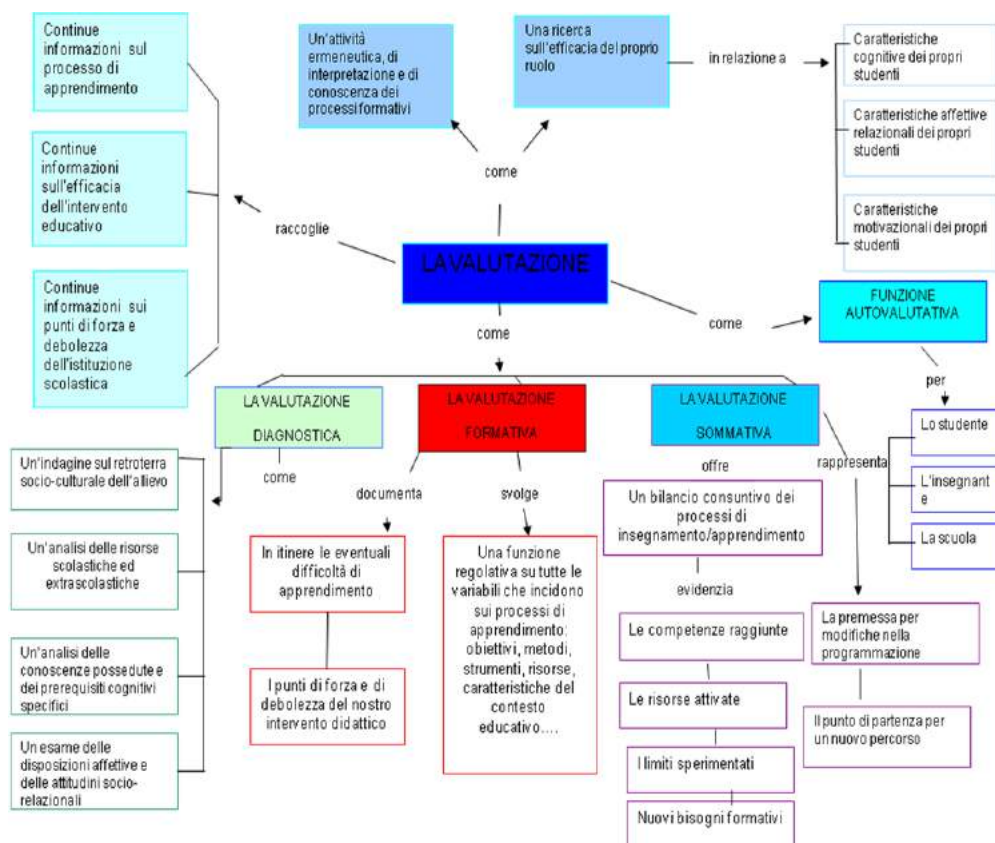 Continue
informazioni sul
processo di
apprendimento
Continue
informazioni
sull'efficacia
dell'intervento
educativo
Continue
informazioni sui
punti di forza e
debolezza
dell'istituzione
scolastica
raccoglie
Un'attività
ermeneutica, di
interpretazione e di
conoscenza dei
processi formativi
Una ricerca
sull'efficacia del proprio
ruolo
in relazione a
Caratteristiche
cognitive dei propri
studenti
Caratteristiche affettive
relazionali dei propri
studenti
Caratteristiche
motivazionali dei propri
studenti
come
LA VALUTAZIONE
come
come
FUNZIONE
AUTOVALUTATIVA
per
Lo studente
L'insegnant
e
La scuola
LA VALUTAZIONE
DIAGNOSTICA
come
Un'indagine sul retroterra
socio-culturale dell'allievo
Un'analisi delle risorse
scolastiche ed
extrascolastiche
Un'analisi delle
conoscenze possedute e
dei prerequisiti cognitivi
specifici
Un esame delle
disposizioni affettive e
delle attitudini socio-
relazionali
LA VALUTAZIONE
FORMATIVA
documenta
In itinere le eventuali
difficoltà di
apprendimento
I punti di forza e di
debolezza del nostro
intervento didattico
svolge
Una funzione
regolativa su tutte le
variabili che incidono
sui processi di
apprendimento:
obiettivi, metodi,
strumenti, risorse,
caratteristiche del
contesto
educativo....
LA VALUTAZIONE
SOMMATIVA
offre
Un bilancio consuntivo dei
processi di
insegnamento/apprendimento
evidenzia
Le competenze raggiunte
Le risorse attivate
I limiti sperimentati
Nuovi bisogni formativi
rappresenta
La premessa per
modifiche nella
programmazione
Il punto di partenza per
un nuovo percorso